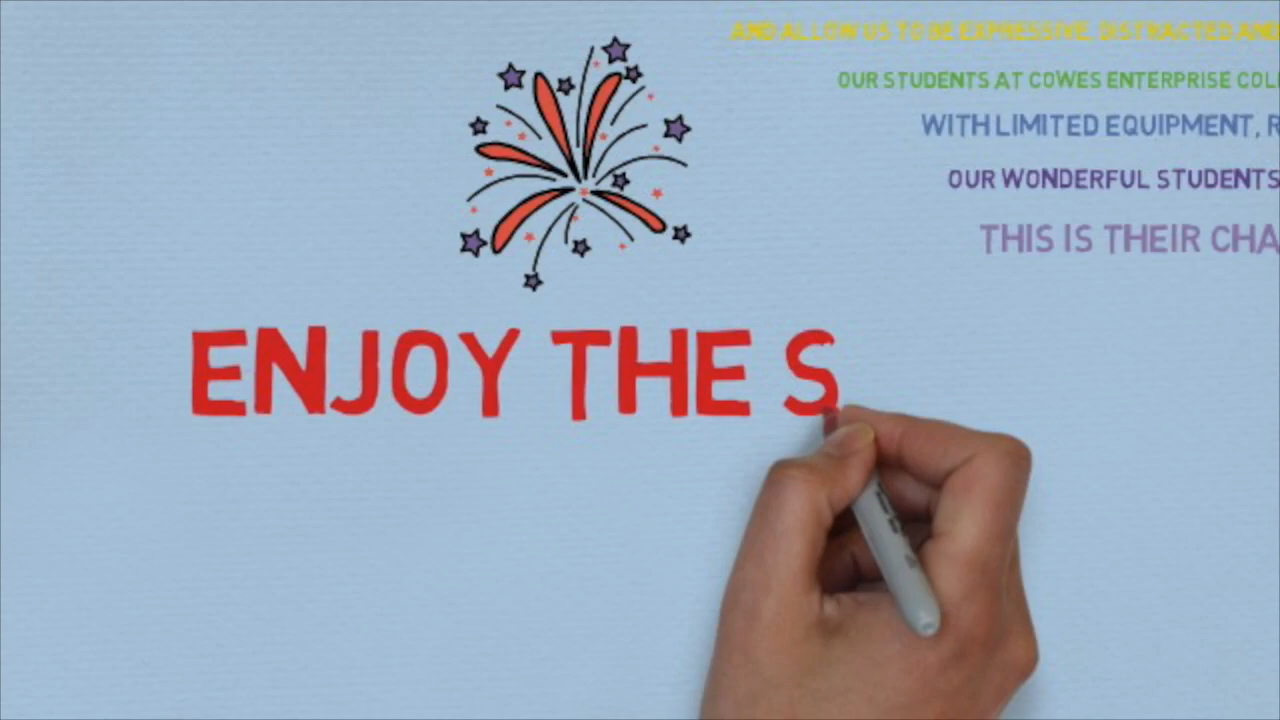 AND ALLOW US TO BE EXPRESSIVE, DISTRACTED AND
OUR STUDENTS AT COWES ENTERPRISE COL
WITH LIMITED EQUIPMENT, R
OUR WONDERFUL STUDENTS
THIS IS THEIR CHA
ENJOY THE S